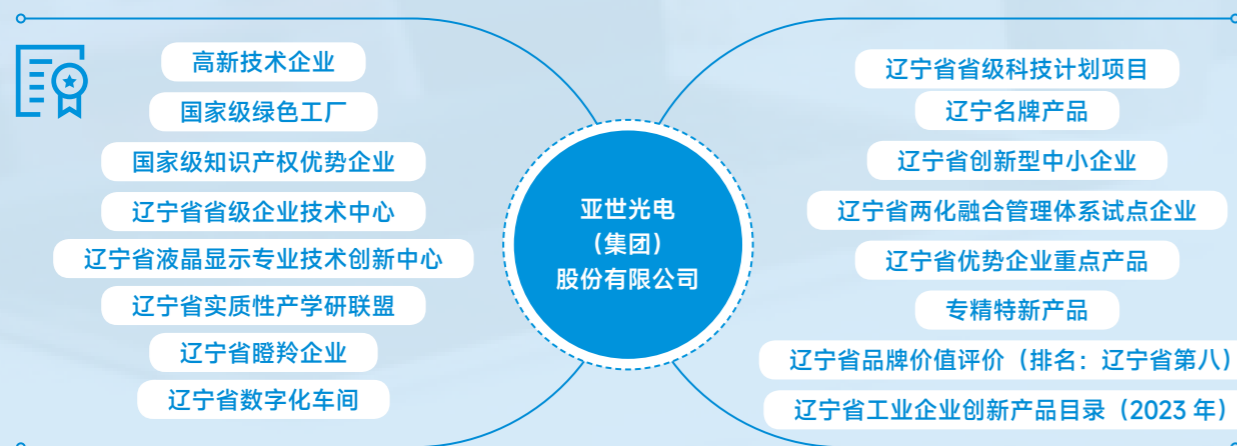 高新技术企业
国家级绿色工厂
国家级知识产权优势企业
辽宁省省级企业技术中心
辽宁省液晶显示专业技术创新中心
辽宁省实质性产学研联盟
辽宁省瞪羚企业
辽宁省数字化车间
亚世光电
（集团）
股份有限公司
辽宁省省级科技计划项目
辽宁名牌产品
辽宁省创新型中小企业
辽宁省两化融合管理体系试点企业
辽宁省优势企业重点产品
专精特新产品
辽宁省品牌价值评价（排名：辽宁省第八）
辽宁省工业企业创新产品目录（2023 年）